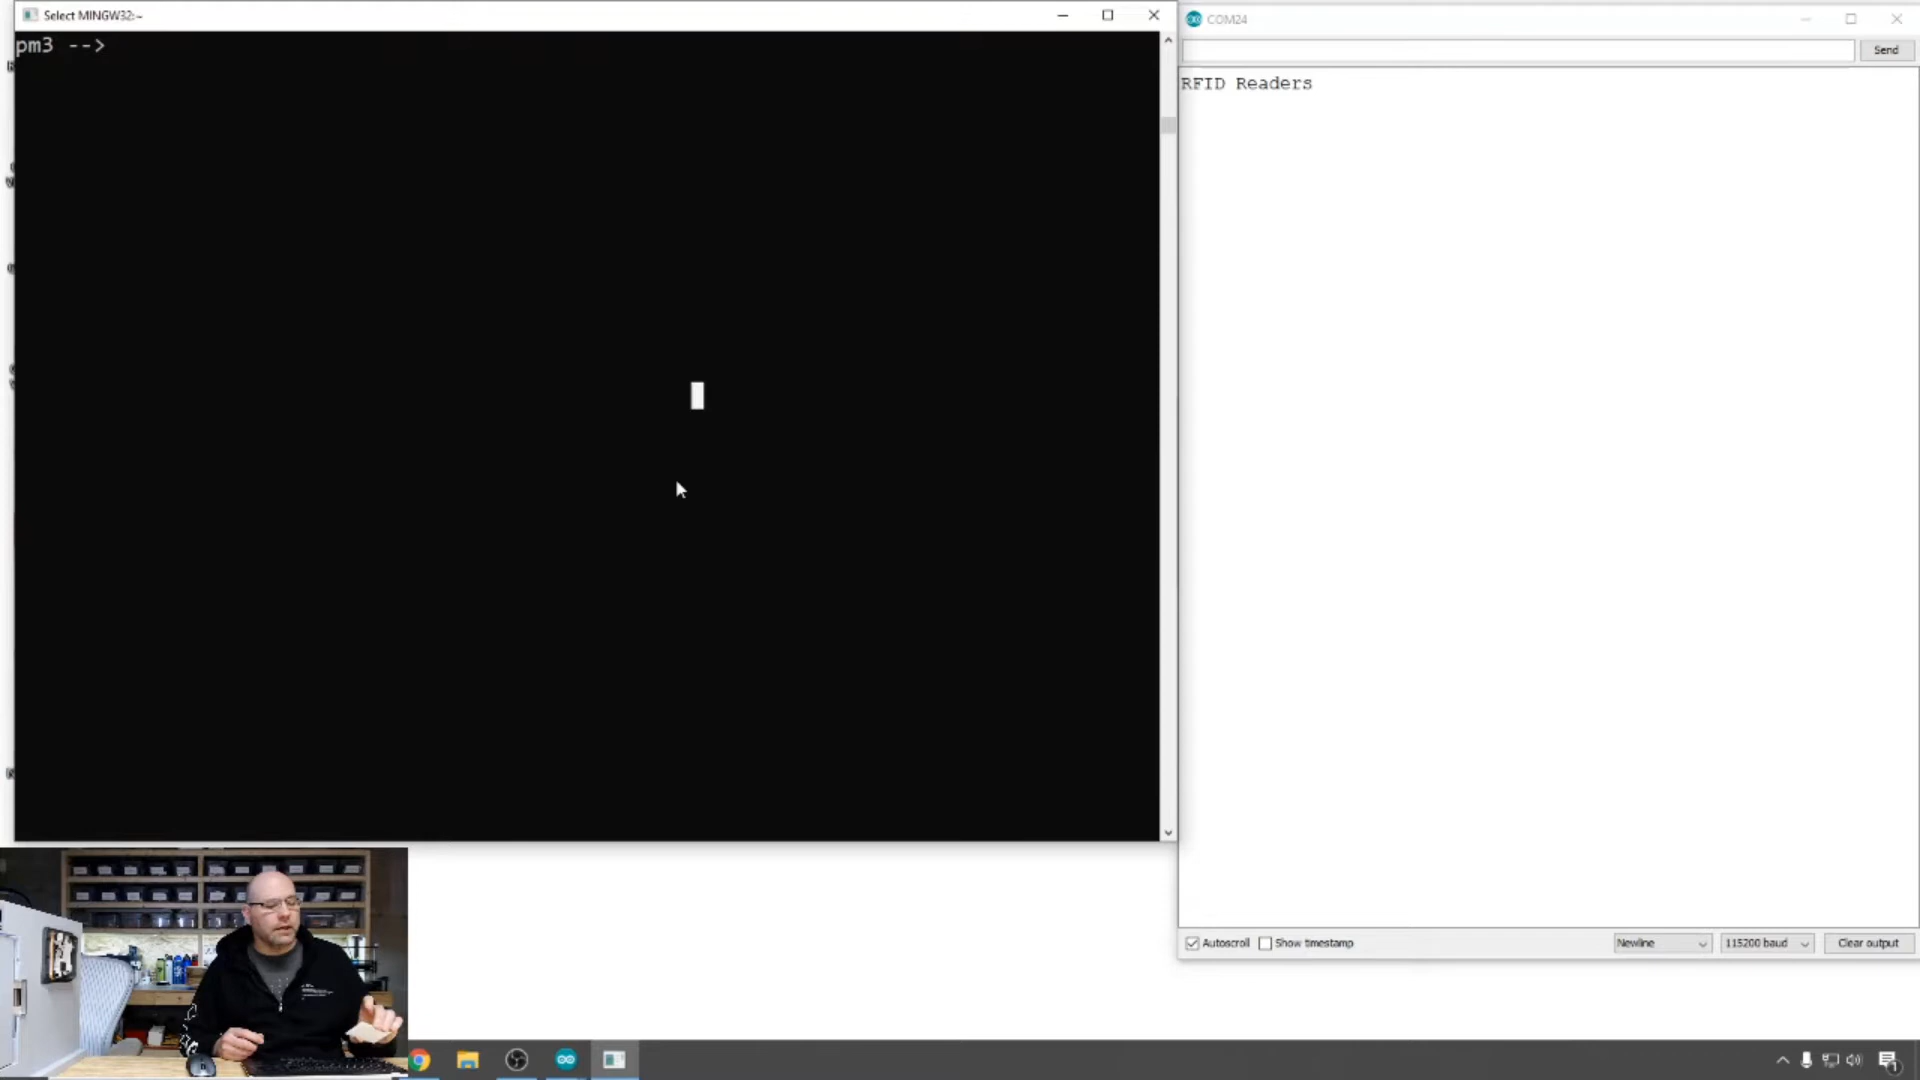 Select MINGW32:~
pm3 -->
COM24
Send
RFID Readers
Autoscroll
Show timestamp
Newline
115200 baud
Clear output